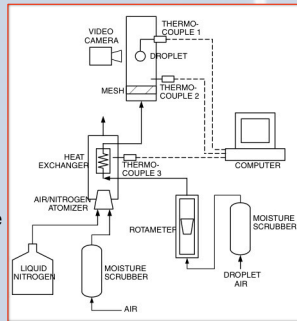 VIDEO
CAMERA
THERMO-
COUPLE 1
DROPLET
THERMO-
COUPLE 2
MESH
HEAT
EXCHANGER
THERMO-
COUPLE 3
COMPUTER
AIR/NITROGEN
ATOMIZER
ROTAMETER
MOISTURE
SCRUBBER
LIQUID
NITROGEN
MOISTURE
SCRUBBER
DROPLET
AIR
AIR
e